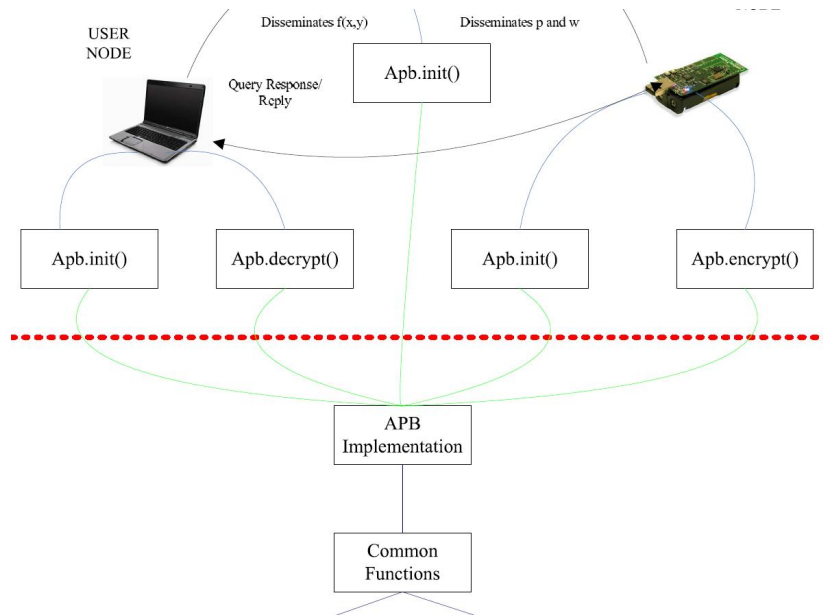 Disseminates f(x,y)
Disseminates p and w
USER
NODE
Apb.init()
Query Response/
Reply
Apb.init()
Apb.decrypt()
Apb.init()
Apb.encrypt()
APB
Implementation
Common
Functions